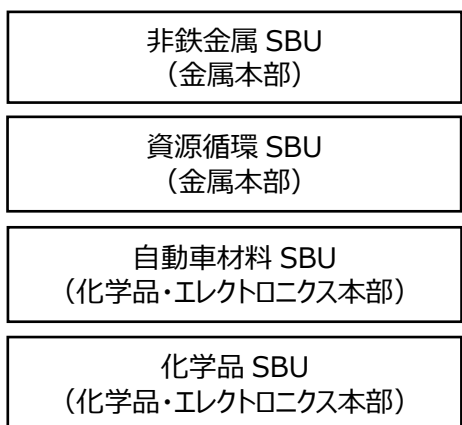 非鉄金属 SBU
（金属本部）
資源循環 SBU
（金属本部）
自動車材料 SBU
（化学品・エレクトロニクス本部）
化学品 SBU
（化学品・エレクトロニクス本部）